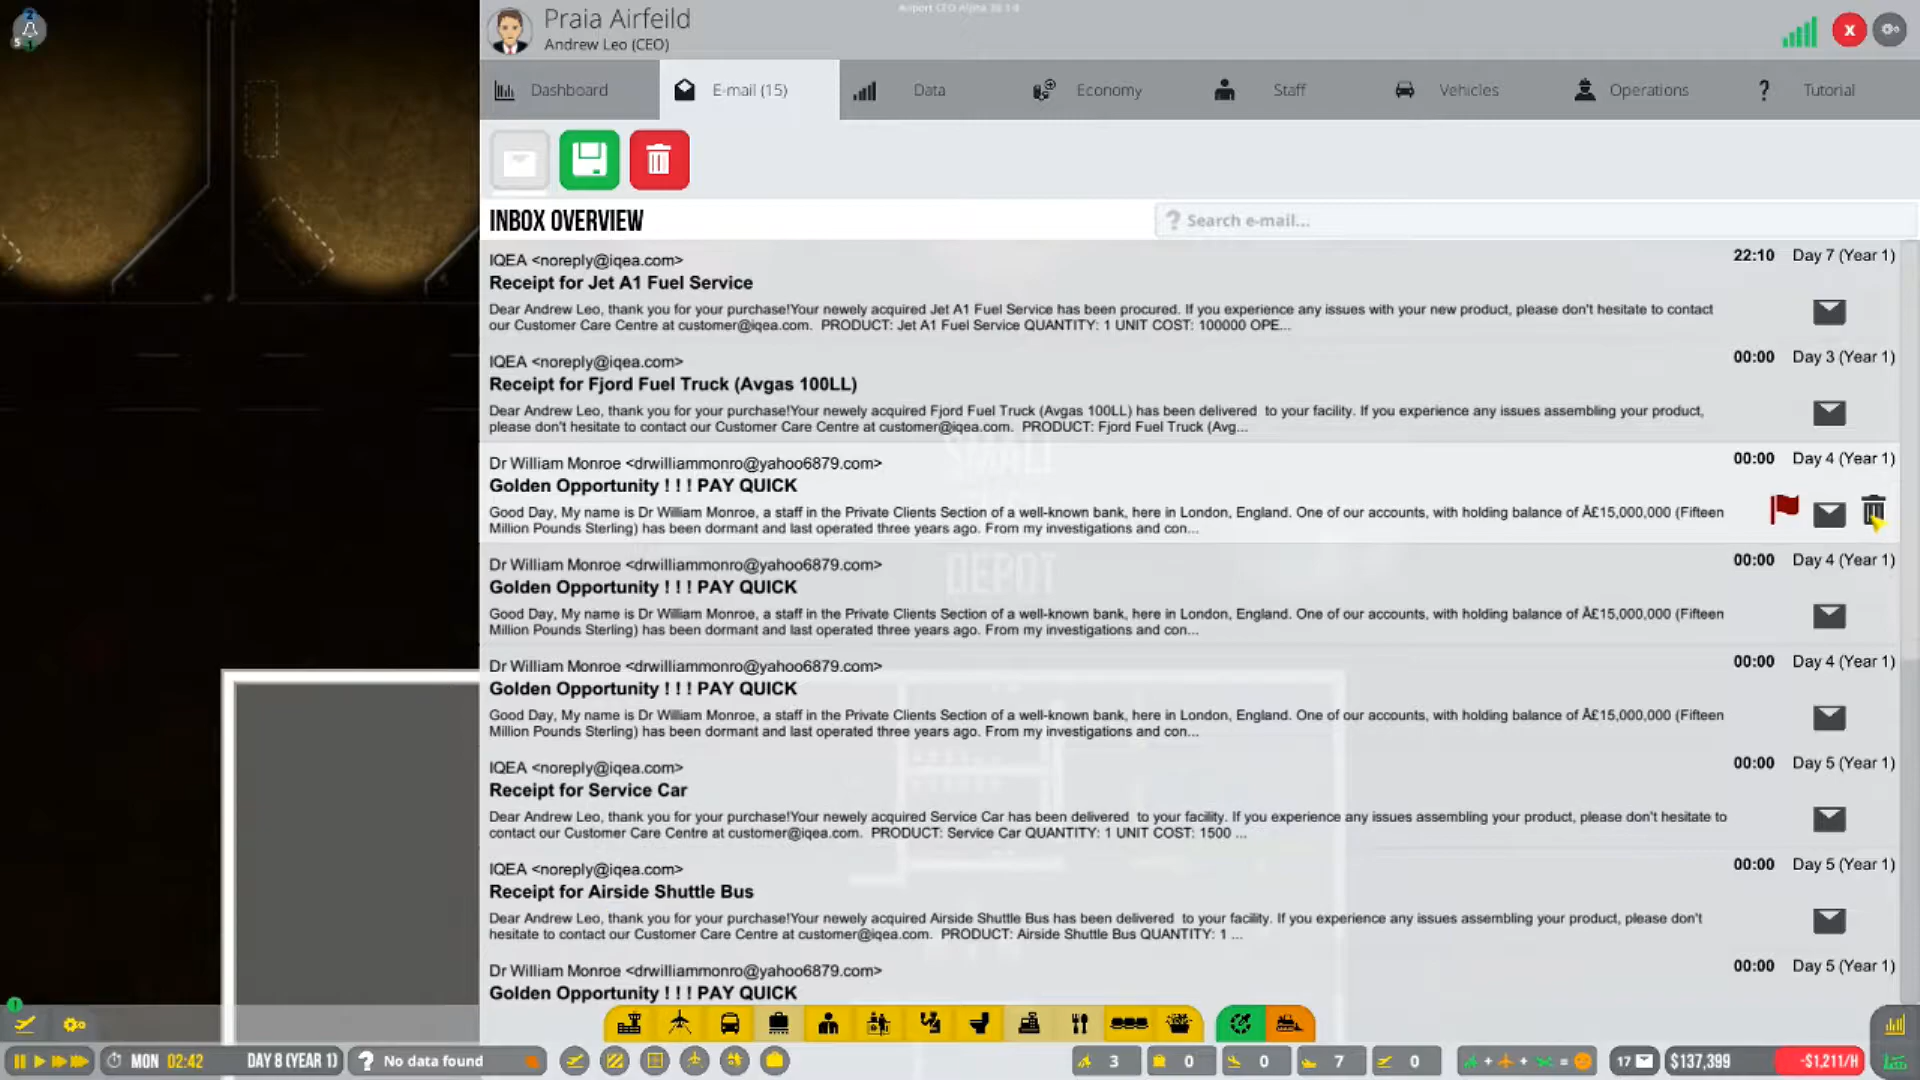 Airport CEO Alpha 30.1-0
Praia Airfeild
Andrew Leo (CEO)
X
Dashboard
E-mail (15)
Data
Economy
Staff
Vehicles
Operations
? Tutorial
INBOX OVERVIEW
? Search e-mail...
IQEA <noreply@iqea.com>
22:10 Day 7 (Year 1)
Receipt for Jet A1 Fuel Service
Dear Andrew Leo, thank you for your purchase!Your newly acquired Jet A1 Fuel Service has been procured. If you experience any issues with your new product, please don't hesitate to contact
our Customer Care Centre at customer@iqea.com. PRODUCT: Jet A1 Fuel Service QUANTITY: 1 UNIT COST: 100000 OPE...
IQEA <noreply@iqea.com>
00:00 Day 3 (Year 1)
Receipt for Fjord Fuel Truck (Avgas 100LL)
Dear Andrew Leo, thank you for your purchase!Your newly acquired Fjord Fuel Truck (Avgas 100LL) has been delivered to your facility. If you experience any issues assembling your product,
please don't hesitate to contact our Customer Care Centre at customer@iqea.com. PRODUCT: Fjord Fuel Truck (Avg...
Dr William Monroe <drwilliammonro@yahoo6879.com>
00:00 Day 4 (Year 1)
Golden Opportunity ! ! ! PAY QUICK
Good Day, My name is Dr William Monroe, a staff in the Private Clients Section of a well-known bank, here in London, England. One of our accounts, with holding balance of Â£15,000,000 (Fifteen
Million Pounds Sterling) has been dormant and last operated three years ago. From my investigations and con...
Dr William Monroe <drwilliammonro@yahoo6879.com>
00:00 Day 4 (Year 1)
Golden Opportunity ! ! ! PAY QUICK
Good Day, My name is Dr William Monroe, a staff in the Private Clients Section of a well-known bank, here in London, England. One of our accounts, with holding balance of Â£15,000,000 (Fifteen
Million Pounds Sterling) has been dormant and last operated three years ago. From my investigations and con...
Dr William Monroe <drwilliammonro@yahoo6879.com>
00:00 Day 4 (Year 1)
Golden Opportunity ! ! ! PAY QUICK
Good Day, My name is Dr William Monroe, a staff in the Private Clients Section of a well-known bank, here in London, England. One of our accounts, with holding balance of Â£15,000,000 (Fifteen
Million Pounds Sterling) has been dormant and last operated three years ago. From my investigations and con...
IQEA <noreply@iqea.com>
00:00 Day 5 (Year 1)
Receipt for Service Car
Dear Andrew Leo, thank you for your purchase!Your newly acquired Service Car has been delivered to your facility. If you experience any issues assembling your product, please don't hesitate to
contact our Customer Care Centre at customer@iqea.com. PRODUCT: Service Car QUANTITY: 1 UNIT COST: 1500 ...
IQEA <noreply@iqea.com>
00:00 Day 5 (Year 1)
Receipt for Airside Shuttle Bus
Dear Andrew Leo, thank you for your purchase!Your newly acquired Airside Shuttle Bus has been delivered to your facility. If you experience any issues assembling your product, please don't
hesitate to contact our Customer Care Centre at customer@iqea.com. PRODUCT: Airside Shuttle Bus QUANTITY: 1 ...
Dr William Monroe <drwilliammonro@yahoo6879.com>
00:00 Day 5 (Year 1)
Golden Opportunity ! ! ! PAY QUICK
SMALL
DEPOT
MON 02:42 DAY 8 (YEAR 1)
? No data found
3
0
0
7
0
17
$137,399
-$1,211/H